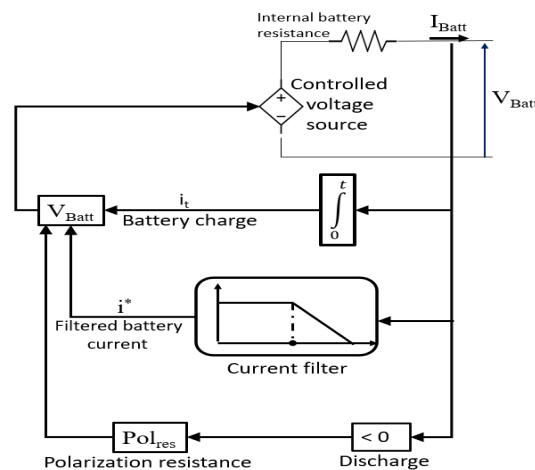 Internal battery
resistance
I_Batt
+
−
Controlled
voltage
source
V_Batt
V_Batt
i_t
Battery charge
∫
t
0
i*
Filtered battery
current
Current filter
Pol_res
< 0
Polarization resistance
Discharge